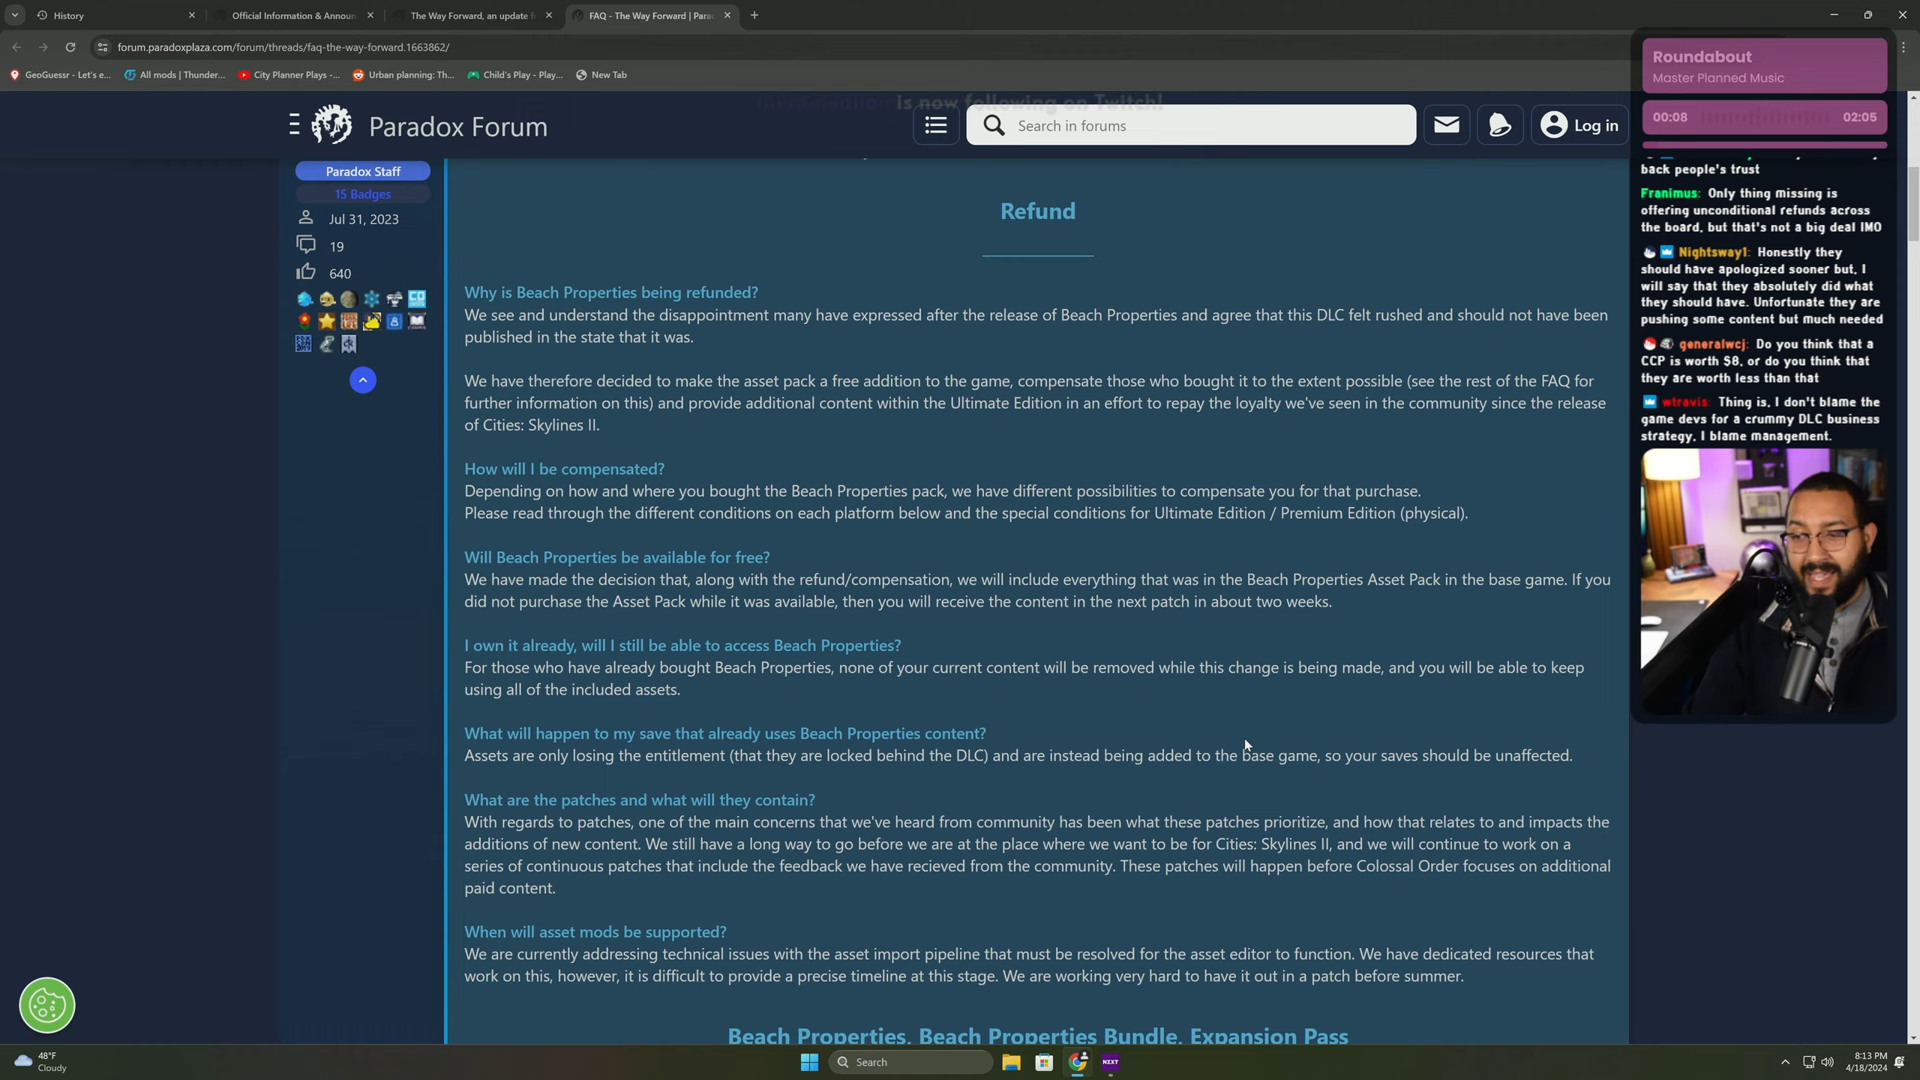 History
Official Information & Announ
The Way Forward, an update f
FAQ - The Way Forward | Para
forum.paradoxplaza.com/forum/threads/faq-the-way-forward.1663862/
GeoGuessr - Let's e...
All mods | Thunder...
City Planner Plays -...
Urban planning: Th...
Child's Play - Play...
New Tab
is now following on Twitch!
Paradox Forum
Search in forums
Log in
Paradox Staff
15 Badges
Jul 31, 2023
19
640
Refund
Why is Beach Properties being refunded?
We see and understand the disappointment many have expressed after the release of Beach Properties and agree that this DLC felt rushed and should not have been
published in the state that it was.
We have therefore decided to make the asset pack a free addition to the game, compensate those who bought it to the extent possible (see the rest of the FAQ for
further information on this) and provide additional content within the Ultimate Edition in an effort to repay the loyalty we've seen in the community since the release
of Cities: Skylines II.
How will I be compensated?
Depending on how and where you bought the Beach Properties pack, we have different possibilities to compensate you for that purchase.
Please read through the different conditions on each platform below and the special conditions for Ultimate Edition / Premium Edition (physical).
Will Beach Properties be available for free?
We have made the decision that, along with the refund/compensation, we will include everything that was in the Beach Properties Asset Pack in the base game. If you
did not purchase the Asset Pack while it was available, then you will receive the content in the next patch in about two weeks.
I own it already, will I still be able to access Beach Properties?
For those who have already bought Beach Properties, none of your current content will be removed while this change is being made, and you will be able to keep
using all of the included assets.
What will happen to my save that already uses Beach Properties content?
Assets are only losing the entitlement (that they are locked behind the DLC) and are instead being added to the base game, so your saves should be unaffected.
What are the patches and what will they contain?
With regards to patches, one of the main concerns that we've heard from community has been what these patches prioritize, and how that relates to and impacts the
additions of new content. We still have a long way to go before we are at the place where we want to be for Cities: Skylines II, and we will continue to work on a
series of continuous patches that include the feedback we have recieved from the community. These patches will happen before Colossal Order focuses on additional
paid content.
When will asset mods be supported?
We are currently addressing technical issues with the asset import pipeline that must be resolved for the asset editor to function. We have dedicated resources that
work on this, however, it is difficult to provide a precise timeline at this stage. We are working very hard to have it out in a patch before summer.
Beach Properties, Beach Properties Bundle, Expansion Pass
Roundabout
Master Planned Music
00:08
02:05
back people's trust
Franimus: Only thing missing is
offering unconditional refunds across
the board, but that's not a big deal IMO
Nightsway1: Honestly they
should have apologized sooner but, I
will say that they absolutely did what
they should have. Unfortunate they are
pushing some content but much needed
generalwcj: Do you think that a
CCP is worth $8, or do you think that
they are worth less than that
wtravis: Thing is, I don't blame the
game devs for a crummy DLC business
strategy, I blame management.
48°F
Cloudy
Search
NEXT
8:13 PM
4/18/2024